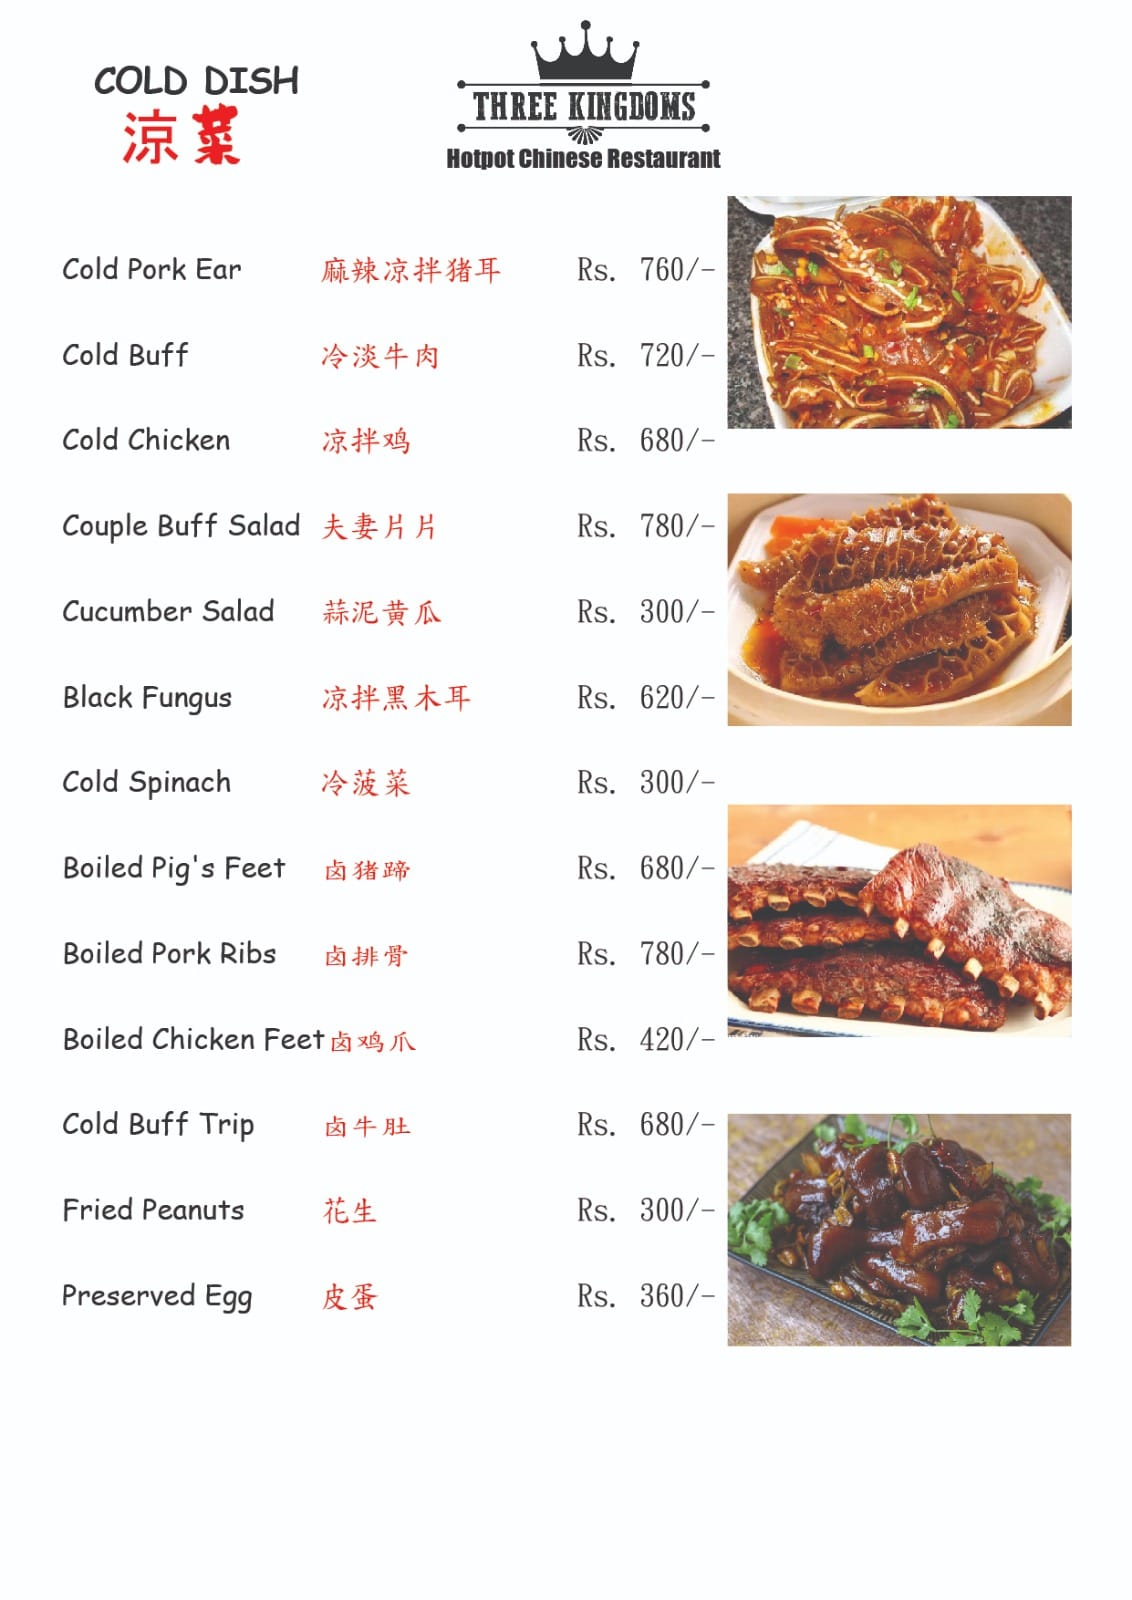 COLD DISH
涼菜
THREE KINGDOMS
Hotpot Chinese Restaurant
Cold Pork Ear 麻辣凉拌猪耳 Rs. 760/-
Cold Buff 冷淡牛肉 Rs. 720/-
Cold Chicken 凉拌鸡 Rs. 680/-
Couple Buff Salad 夫妻片片 Rs. 780/-
Cucumber Salad 蒜泥黄瓜 Rs. 300/-
Black Fungus 凉拌黑木耳 Rs. 620/-
Cold Spinach 冷菠菜 Rs. 300/-
Boiled Pig's Feet 卤猪蹄 Rs. 680/-
Boiled Pork Ribs 卤排骨 Rs. 780/-
Boiled Chicken Feet 卤鸡爪 Rs. 420/-
Cold Buff Trip 卤牛肚 Rs. 680/-
Fried Peanuts 花生 Rs. 300/-
Preserved Egg 皮蛋 Rs. 360/-